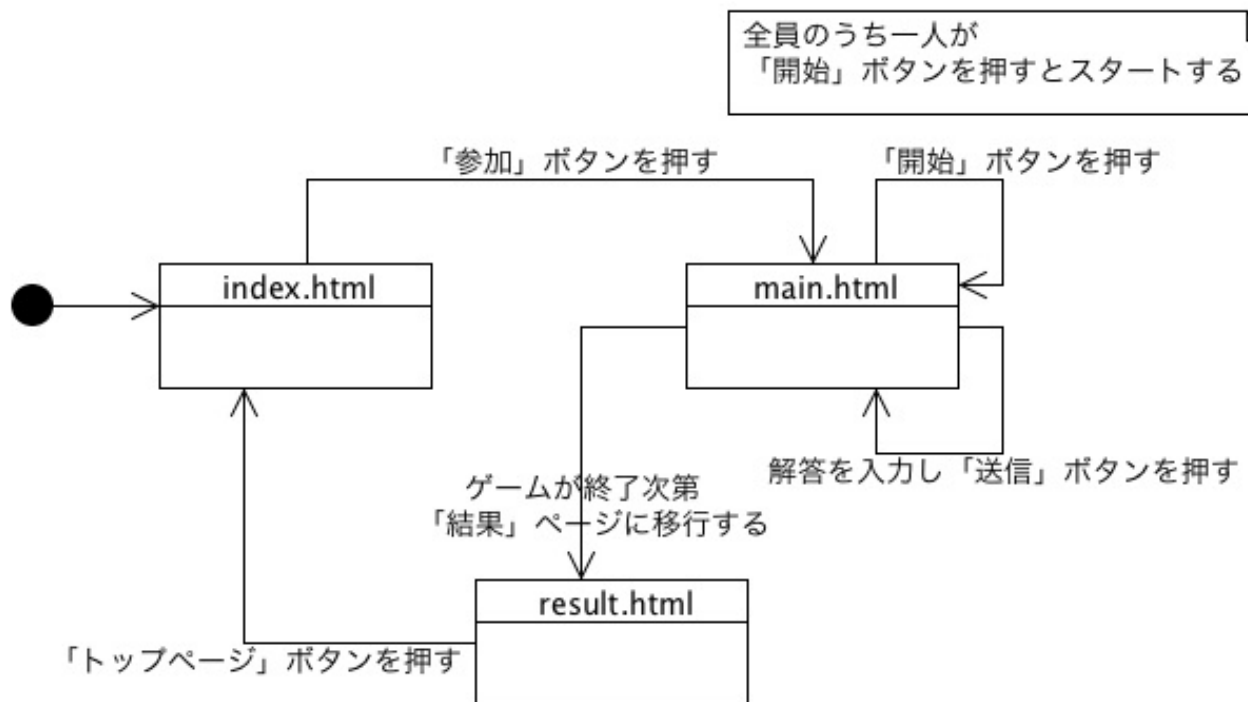 全員のうち一人が
「開始」ボタンを押すとスタートする
「参加」ボタンを押す
「開始」ボタンを押す
index.html
main.html
解答を入力し「送信」ボタンを押す
ゲームが終了次第
「結果」ページに移行する
result.html
「トップページ」ボタンを押す